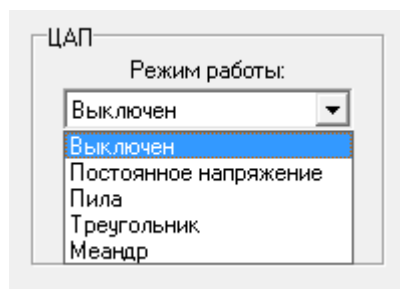 ЦАП
Режим работы:
Выключен
Выключен
Постоянное напряжение
Пила
Треугольник
Меандр